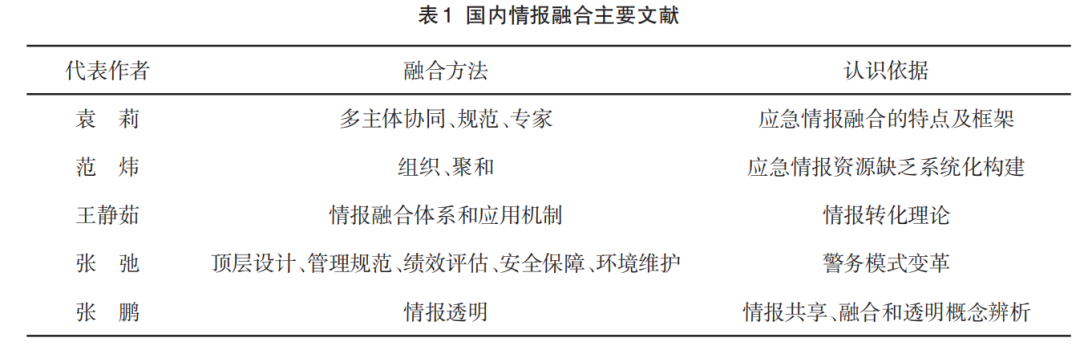 表1 国内情报融合主要文献
代表作者 融合方法 认识依据
袁 莉 多主体协同、规范、专家 应急情报融合的特点及框架
范 炜 组织、聚和 应急情报资源缺乏系统化构建
王静茹 情报融合体系和应用机制 情报转化理论
张 弛 顶层设计、管理规范、绩效评估、安全保障、环境维护 警务模式变革
张 鹏 情报透明 情报共享、融合和透明概念辨析